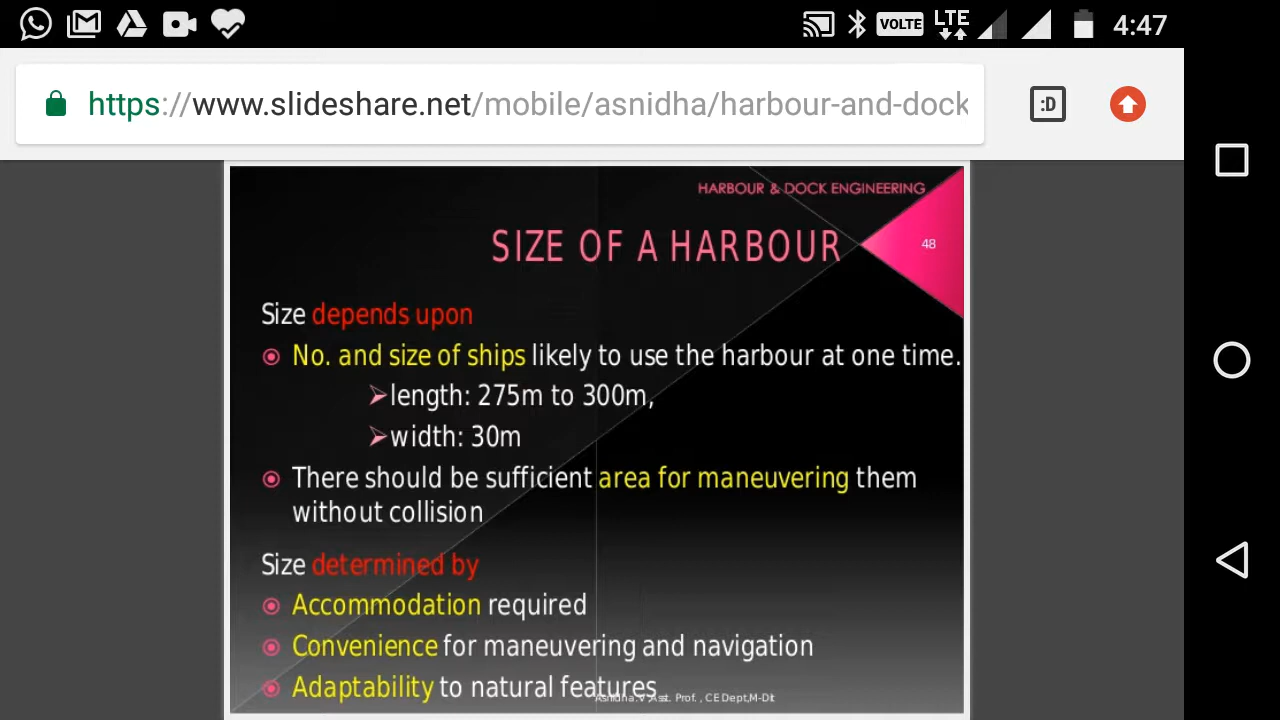 VOLTE LTE 4:47
https://www.slideshare.net/mobile/asnidha/harbour-and-dock
:D
HARBOUR & DOCK ENGINEERING
SIZE OF A HARBOUR
48
Size depends upon
No. and size of ships likely to use the harbour at one time.
length: 275m to 300m,
width: 30m
There should be sufficient area for maneuvering them
without collision
Size determined by
Accommodation required
Convenience for maneuvering and navigation
Adaptability to natural features
Asst. Prof., CE Dept,